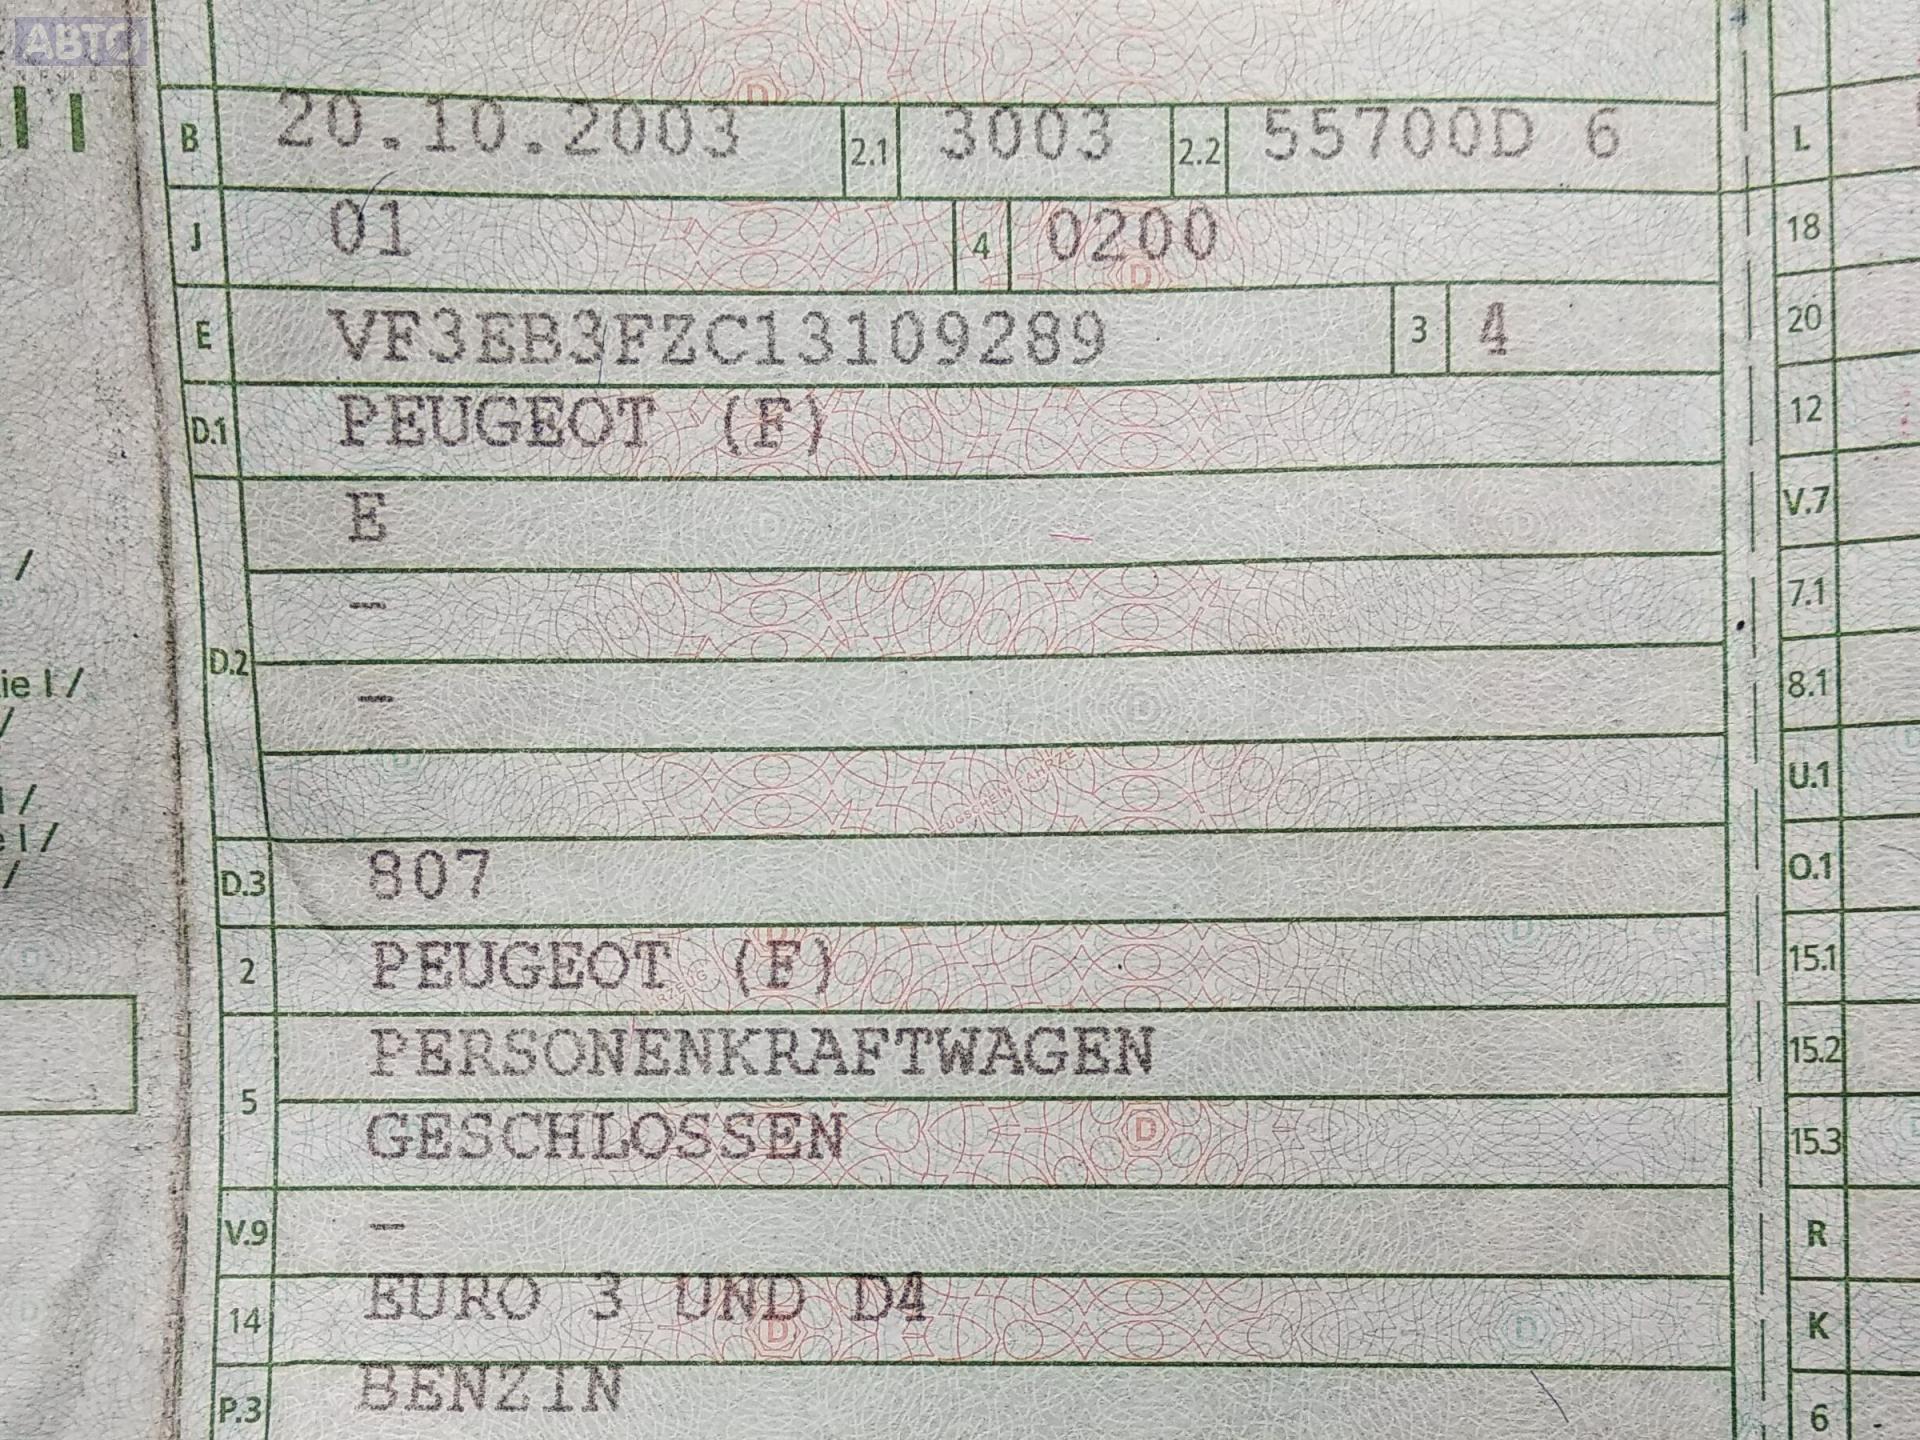 АВТО
B 20.10.2003 2.1 3003 2.2 55700D 6 L
J 01 4 0200 18
E VF3EB3FZC13109289 3 4 20
D.1 PEUGEOT (F) 12
E V.7
/
– 7.1
D.2
– 8.1
ie I /
/
U.1
I /
e I /
/
D.3 807 O.1
2 PEUGEOT (F) 15.1
PERSONENKRAFTWAGEN 15.2
5
GESCHLOSSEN 15.3
V.9 – R
14 EURO 3 UND D4 K
P.3 BENZIN 6